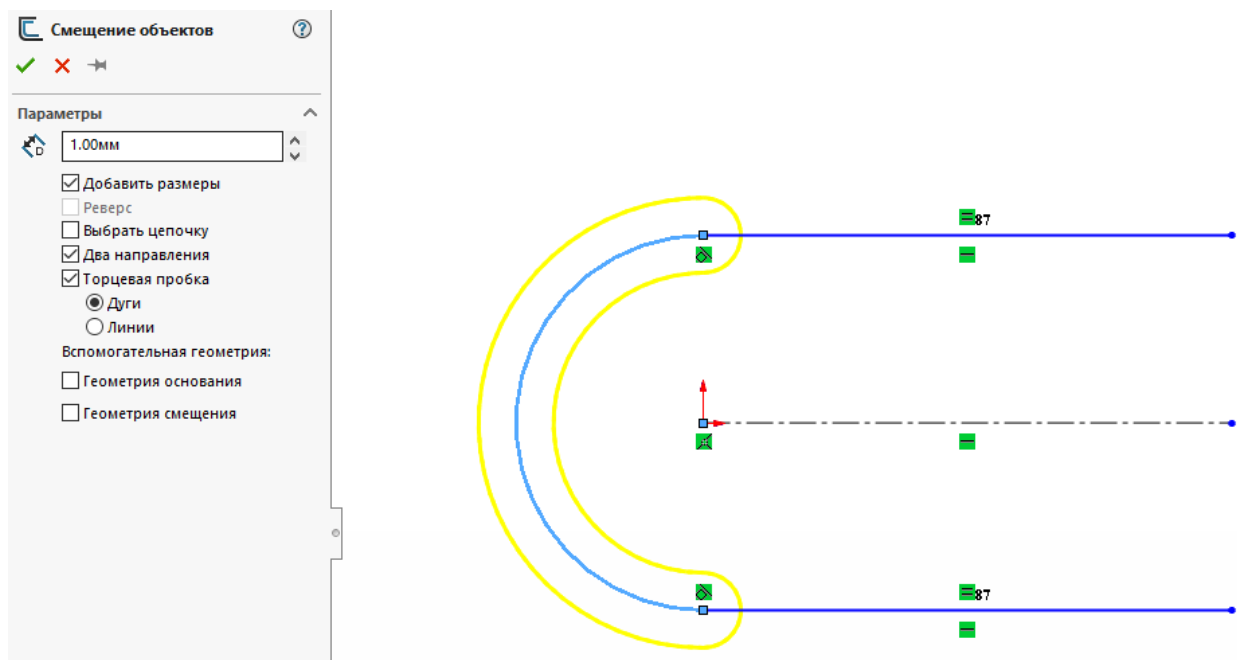 Смещение объектов
Параметры
D
1.00мм
Добавить размеры
Реверс
Выбрать цепочку
Два направления
Торцевая пробка
Дуги
Линии
Вспомогательная геометрия:
Геометрия основания
Геометрия смещения
87
87